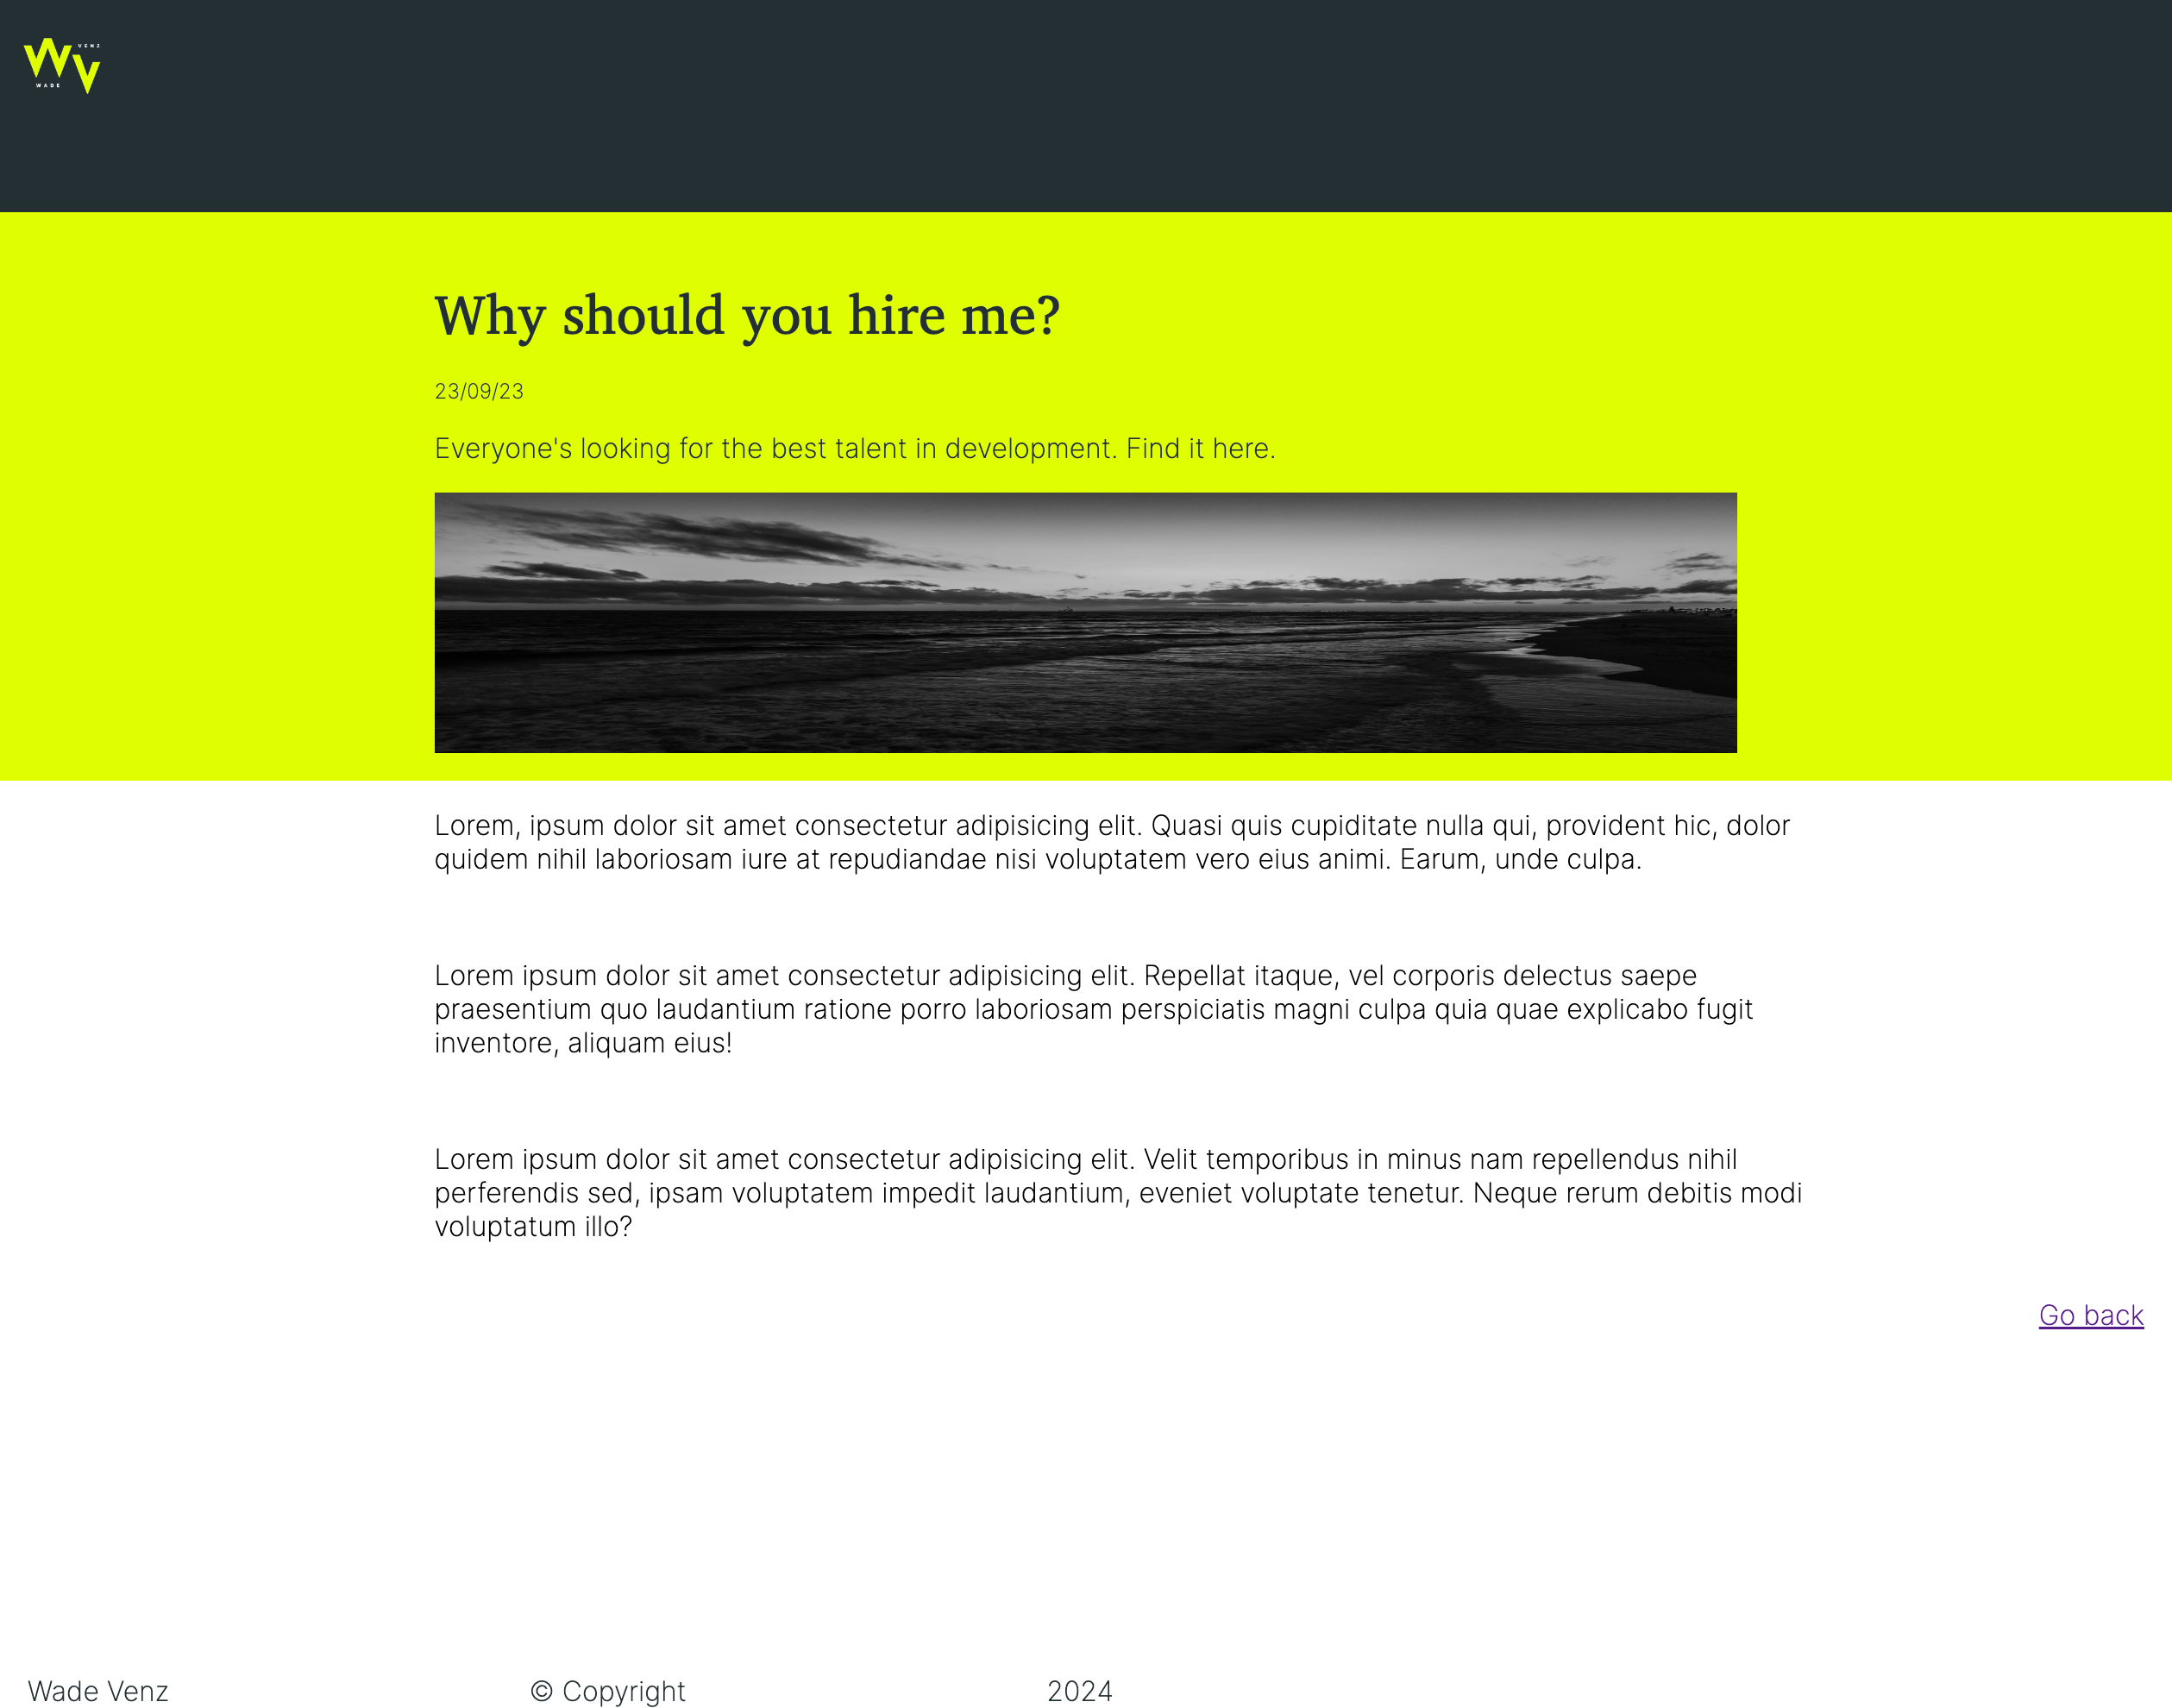 VENZ
WADE
Why should you hire me?
23/09/23
Everyone's looking for the best talent in development. Find it here.
Lorem, ipsum dolor sit amet consectetur adipisicing elit. Quasi quis cupiditate nulla qui, provident hic, dolor
quidem nihil laboriosam iure at repudiandae nisi voluptatem vero eius animi. Earum, unde culpa.
Lorem ipsum dolor sit amet consectetur adipisicing elit. Repellat itaque, vel corporis delectus saepe
praesentium quo laudantium ratione porro laboriosam perspiciatis magni culpa quia quae explicabo fugit
inventore, aliquam eius!
Lorem ipsum dolor sit amet consectetur adipisicing elit. Velit temporibus in minus nam repellendus nihil
perferendis sed, ipsam voluptatem impedit laudantium, eveniet voluptate tenetur. Neque rerum debitis modi
voluptatum illo?
Go back
Wade Venz © Copyright 2024